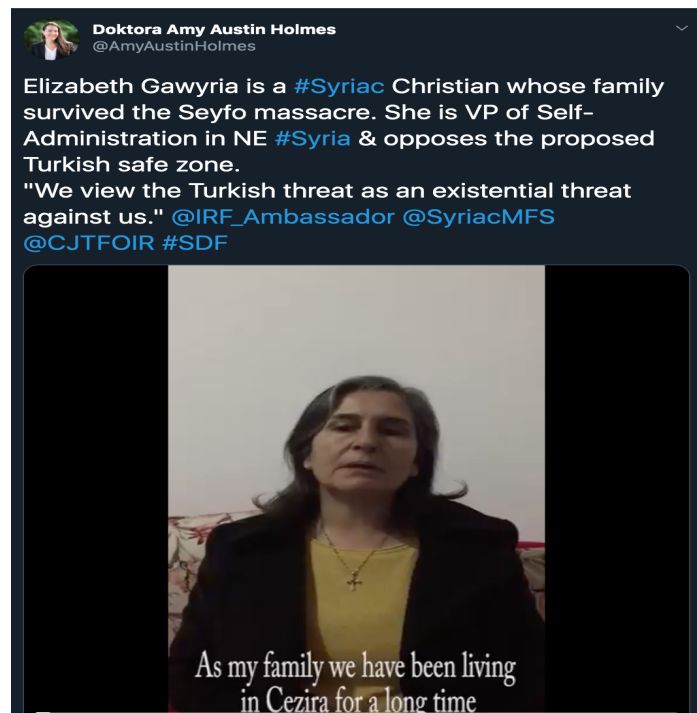 Doktora Amy Austin Holmes
@AmyAustinHolmes
Elizabeth Gawyria is a #Syriac Christian whose family
survived the Seyfo massacre. She is VP of Self-
Administration in NE #Syria & opposes the proposed
Turkish safe zone.
"We view the Turkish threat as an existential threat
against us." @IRF_Ambassador @SyriacMFS
@CJTFOIR #SDF
As my family we have been living
in Cezira for a long time